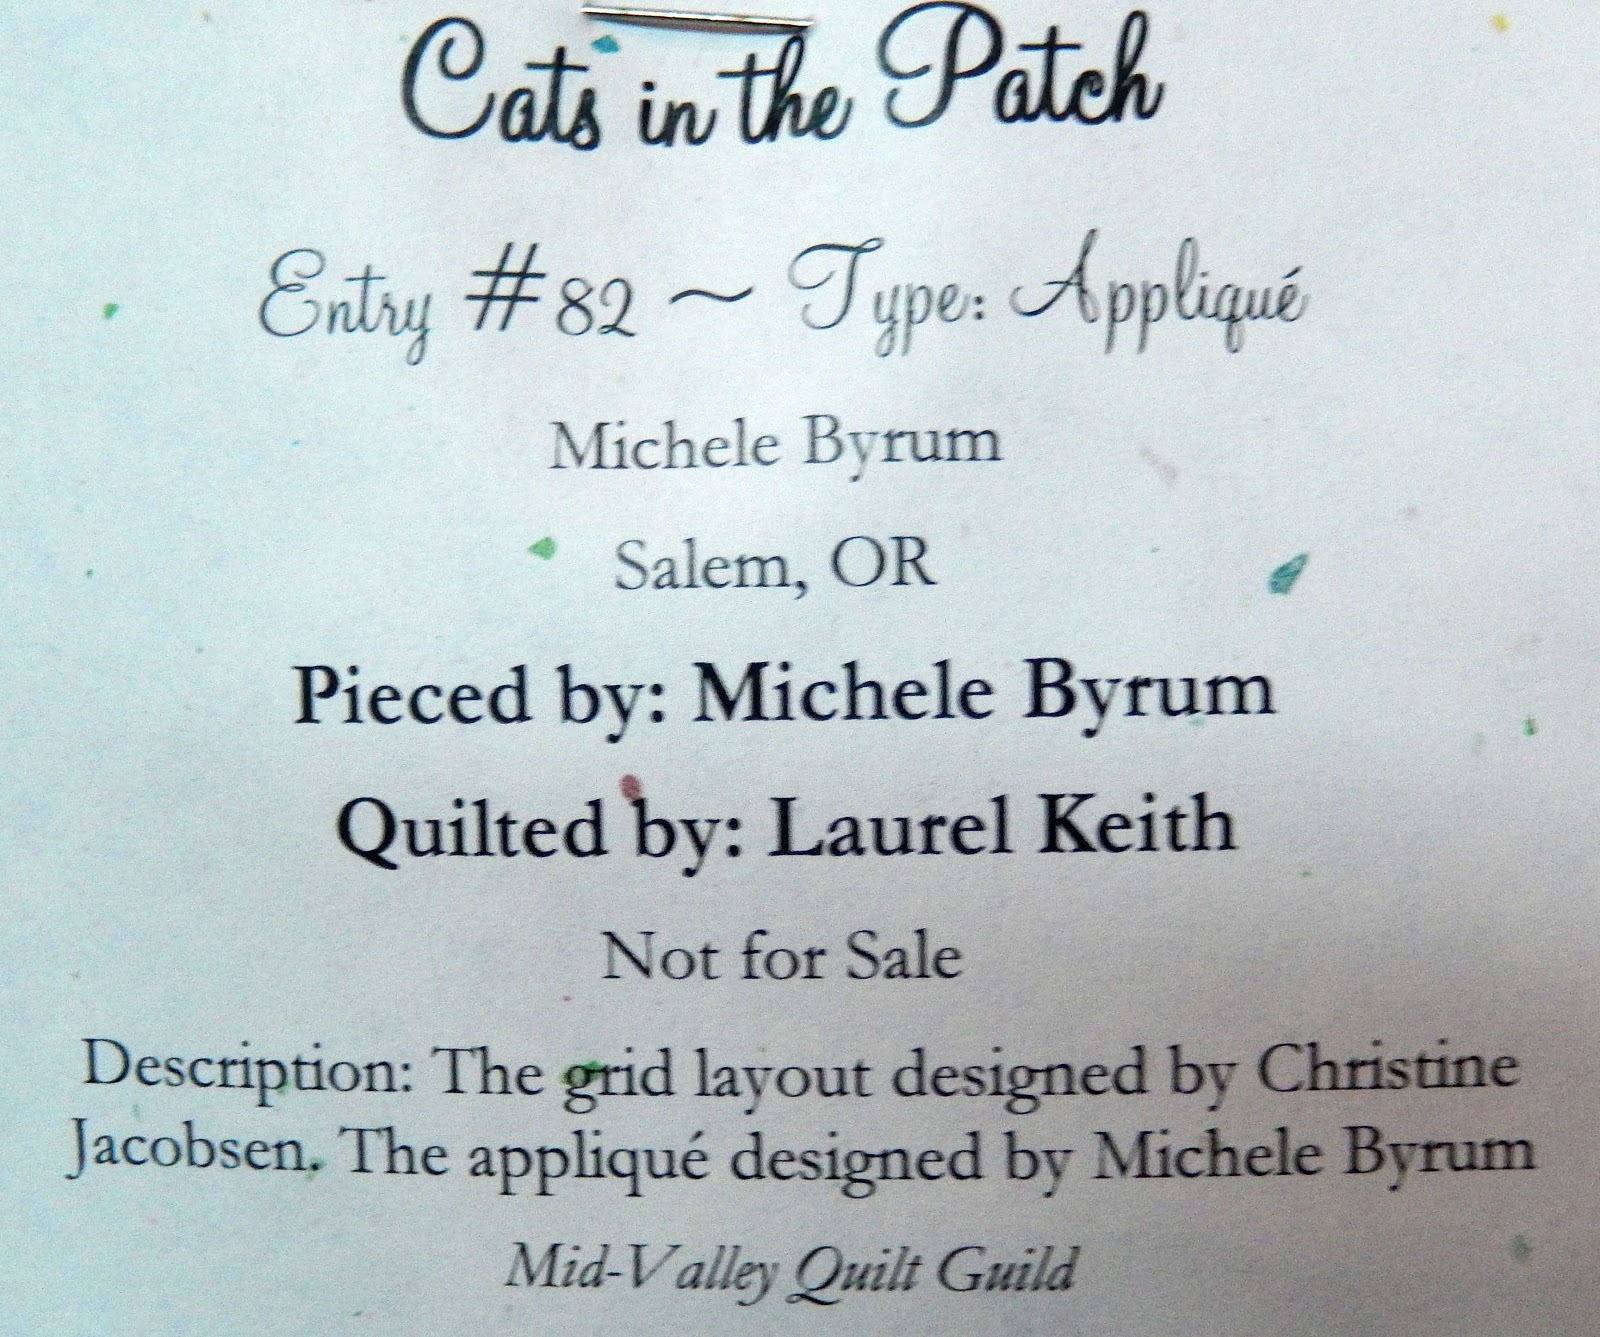 Cats in the Patch
Entry #82 ~ Type: Appliqué
Michele Byrum
Salem, OR
Pieced by: Michele Byrum
Quilted by: Laurel Keith
Not for Sale
Description: The grid layout designed by Christine
Jacobsen. The appliqué designed by Michele Byrum
Mid-Valley Quilt Guild